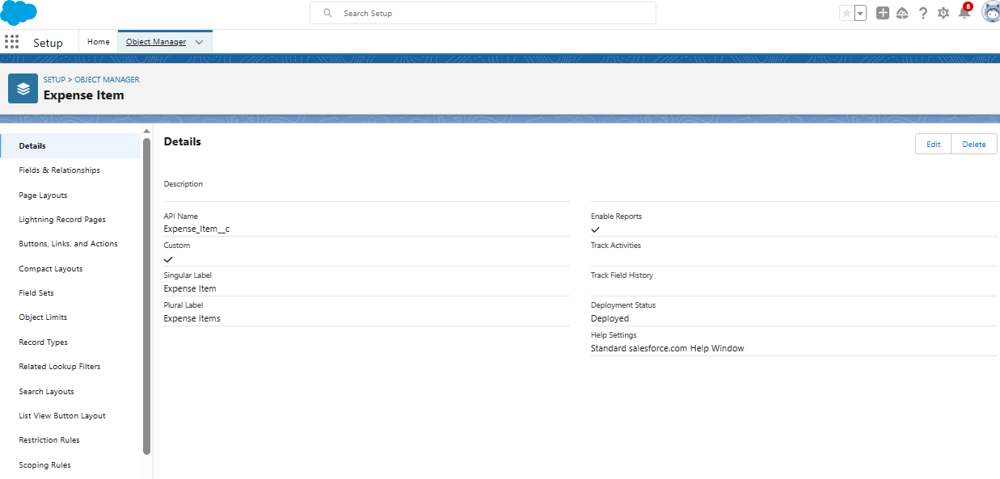 Search Setup
8
Setup
Home
Object Manager
SETUP > OBJECT MANAGER
Expense Item
Details
Fields & Relationships
Page Layouts
Lightning Record Pages
Buttons, Links, and Actions
Compact Layouts
Field Sets
Object Limits
Record Types
Related Lookup Filters
Search Layouts
List View Button Layout
Restriction Rules
Scoping Rules
Details
Edit
Delete
Description
API Name
Expense_Item__c
Custom
Singular Label
Expense Item
Plural Label
Expense Items
Enable Reports
Track Activities
Track Field History
Deployment Status
Deployed
Help Settings
Standard salesforce.com Help Window